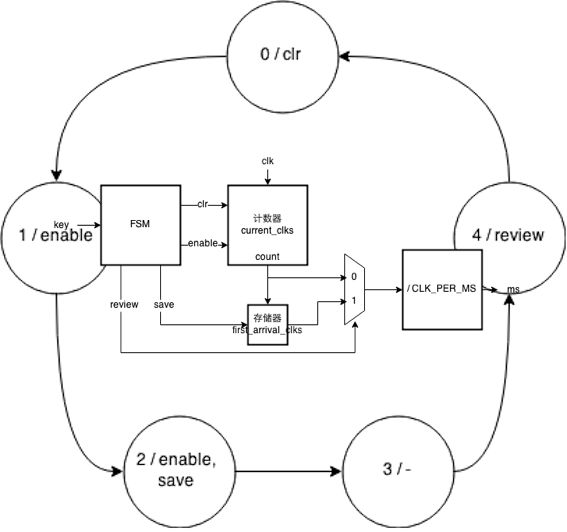 0 / clr
clk
key
1 / enable
FSM
clr
enable
计数器
current_clks
count
4 / review
0
1
/ CLK_PER_MS
ms
review
save
存储器
first_arrival_clks
2 / enable,
save
3 / -